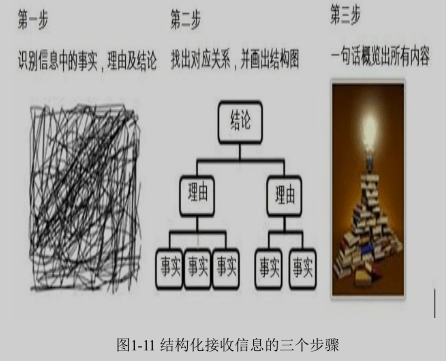 第一步
识别信息中的事实，理由及结论
第二步
找出对应关系，并画出结构图
结论
理由
理由
事实
事实
事实
事实
事实
第三步
一句话概览出所有内容
图1-11 结构化接收信息的三个步骤